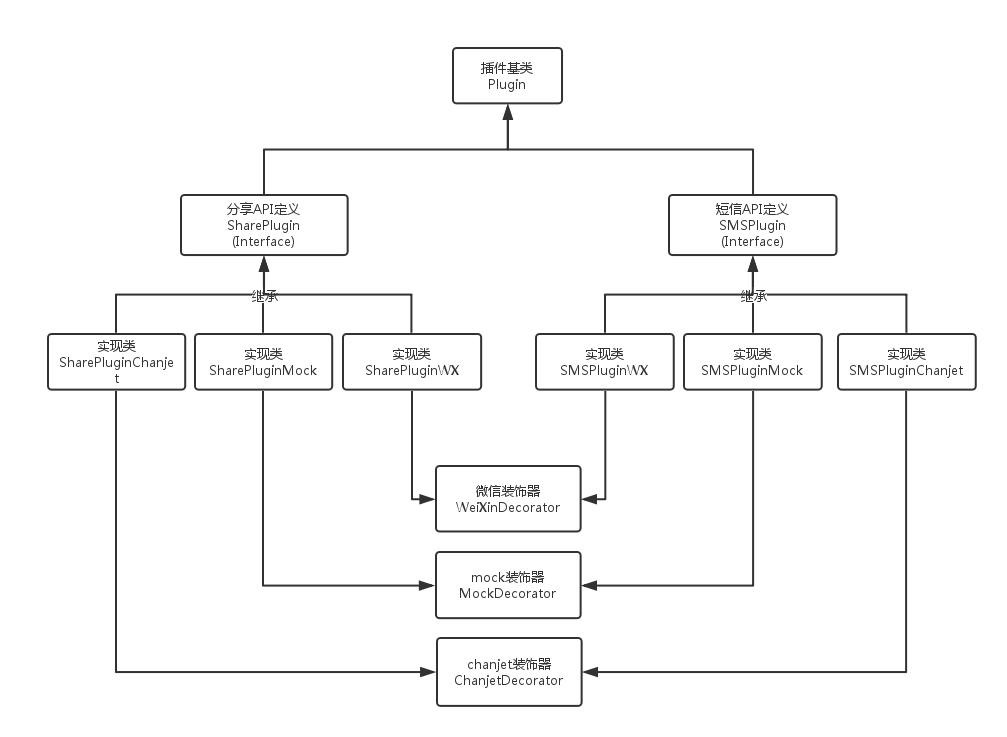 插件基类
Plugin
分享API定义
SharePlugin
(Interface)
短信API定义
SMSPlugin
(Interface)
继承
继承
实现类
SharePluginChanje
t
实现类
SharePluginMock
实现类
SharePluginWX
实现类
SMSPluginWX
实现类
SMSPluginMock
实现类
SMSPluginChanjet
微信装饰器
WeiXinDecorator
mock装饰器
MockDecorator
chanjet装饰器
ChanjetDecorator